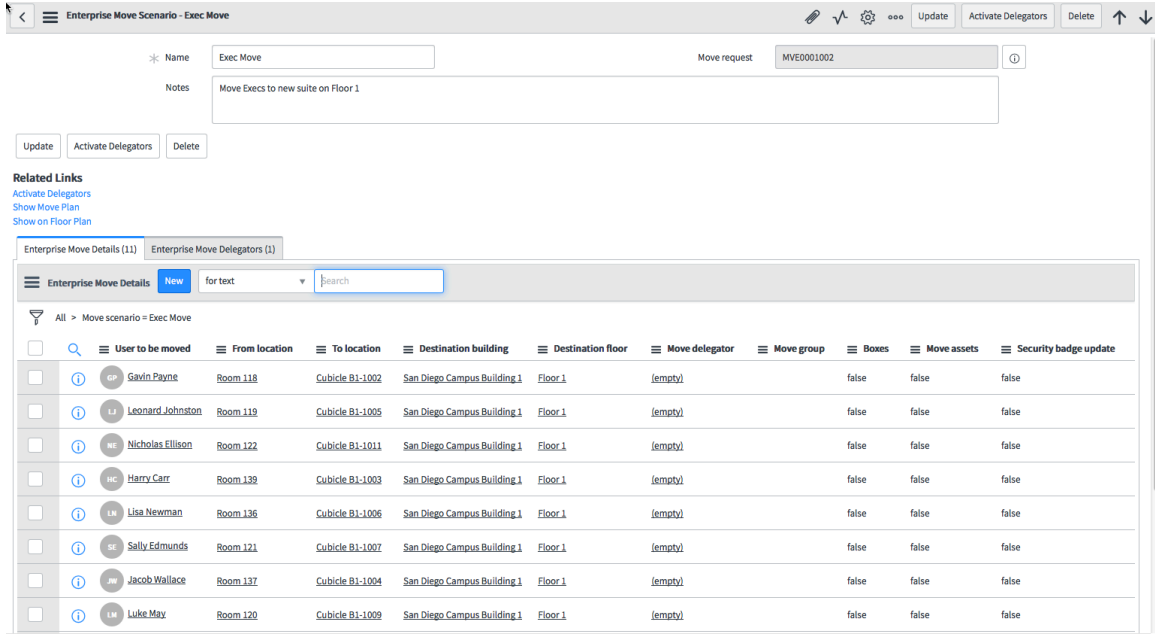 Enterprise Move Scenario - Exec Move Update Activate Delegators Delete
Name Exec Move Move request MVE0001002
Notes Move Execs to new suite on Floor 1
Update Activate Delegators Delete
Related Links
Activate Delegators
Show Move Plan
Show on Floor Plan
Enterprise Move Details (11) Enterprise Move Delegators (1)
Enterprise Move Details New for text Search
All > Move scenario = Exec Move
User to be moved From location To location Destination building Destination floor Move delegator Move group Boxes Move assets Security badge update
GP Gavin Payne Room 118 Cubicle B1-1002 San Diego Campus Building 1 Floor 1 (empty) false false false
LJ Leonard Johnston Room 119 Cubicle B1-1005 San Diego Campus Building 1 Floor 1 (empty) false false false
NE Nicholas Ellison Room 122 Cubicle B1-1011 San Diego Campus Building 1 Floor 1 (empty) false false false
HC Harry Carr Room 139 Cubicle B1-1003 San Diego Campus Building 1 Floor 1 (empty) false false false
LN Lisa Newman Room 136 Cubicle B1-1006 San Diego Campus Building 1 Floor 1 (empty) false false false
SE Sally Edmunds Room 121 Cubicle B1-1007 San Diego Campus Building 1 Floor 1 (empty) false false false
JW Jacob Wallace Room 137 Cubicle B1-1004 San Diego Campus Building 1 Floor 1 (empty) false false false
LM Luke May Room 120 Cubicle B1-1009 San Diego Campus Building 1 Floor 1 (empty) false false false